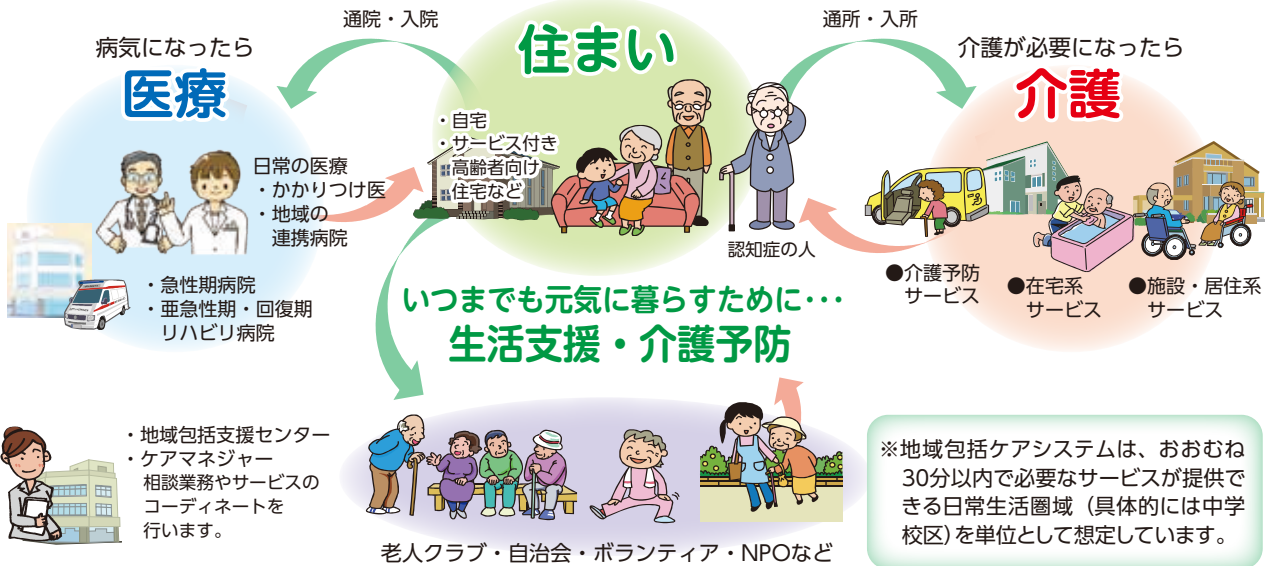 通院・入院
病気になったら
医療
日常の医療
・かかりつけ医
・地域の
連携病院
・急性期病院
・亜急性期・回復期
リハビリ病院
住まい
・自宅
・サービス付き
高齢者向け
住宅など
認知症の人
通所・入所
介護が必要になったら
介護
●介護予防
サービス
●在宅系
サービス
●施設・居住系
サービス
いつまでも元気に暮らすために･･･
生活支援・介護予防
・地域包括支援センター
・ケアマネジャー
相談業務やサービスの
コーディネートを
行います。
老人クラブ・自治会・ボランティア・NPOなど
※地域包括ケアシステムは、おおむね
30分以内で必要なサービスが提供で
きる日常生活圏域（具体的には中学
校区）を単位として想定しています。